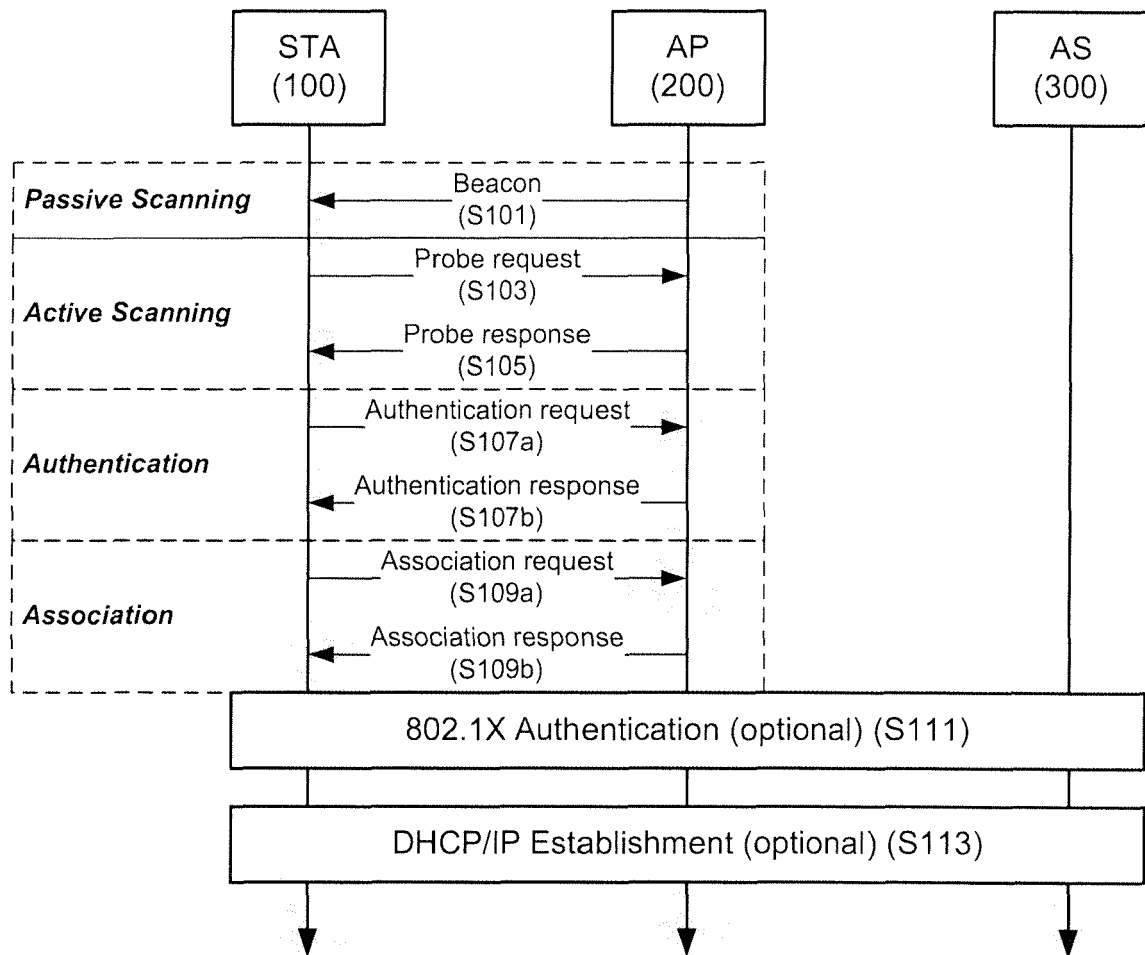 STA
(100)
AP
(200)
AS
(300)
Passive Scanning
Beacon
(S101)
Active Scanning
Probe request
(S103)
Probe response
(S105)
Authentication
Authentication request
(S107a)
Authentication response
(S107b)
Association
Association request
(S109a)
Association response
(S109b)
802.1X Authentication (optional) (S111)
DHCP/IP Establishment (optional) (S113)